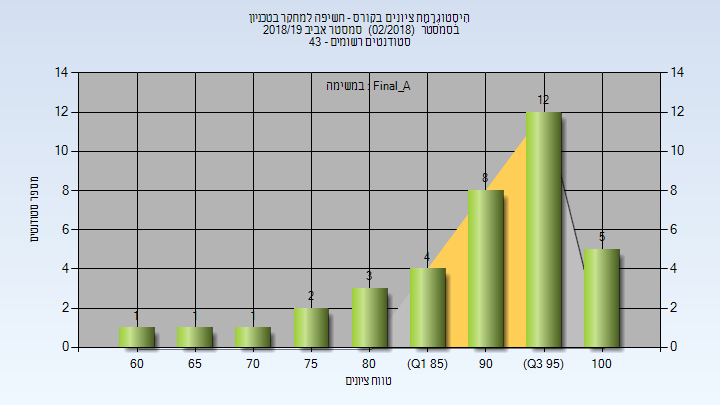 היסטוגרמת ציונים בקורס - חשיפה למחקר בטכניון
בסמסטר (02/2018) סמסטר אביב 2018/19
סטודנטים רשומים - 43
במשימה : Final_A
14 14
12 12
10 10
8 8
6 6
4 4
2 2
0 0
1 1 1 2 3 4 8 12 5
60 65 70 75 80 (Q1 85) 90 (Q3 95) 100
מספר סטודנטים
טווח ציונים